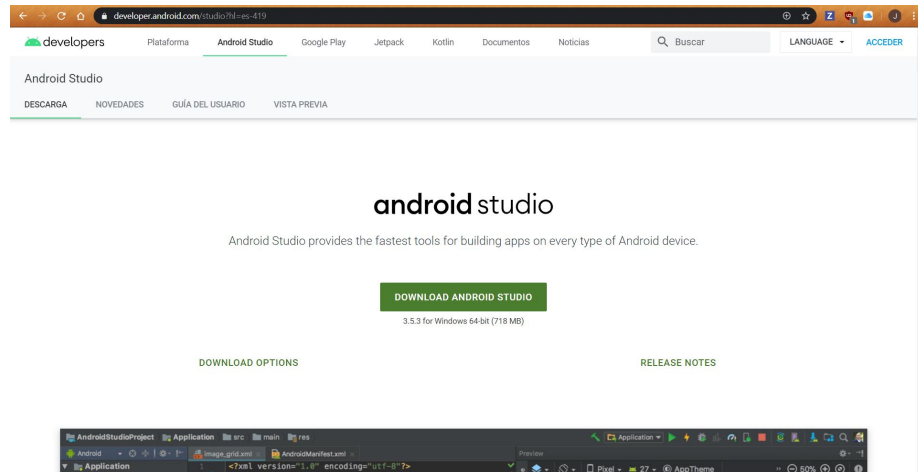 developer.android.com/studio?hl=es-419
developers Plataforma Android Studio Google Play Jetpack Kotlin Documentos Noticias Buscar LANGUAGE ACCEDER
Android Studio
DESCARGA NOVEDADES GUÍA DEL USUARIO VISTA PREVIA
android studio
Android Studio provides the fastest tools for building apps on every type of Android device.
DOWNLOAD ANDROID STUDIO
3.5.3 for Windows 64-bit (718 MB)
DOWNLOAD OPTIONS RELEASE NOTES
AndroidStudioProject Application src main res Application
Android image_grid.xml AndroidManifest.xml Preview
Application 1 <?xml version="1.0" encoding="utf-8"?> Pixel 27 AppTheme 50%